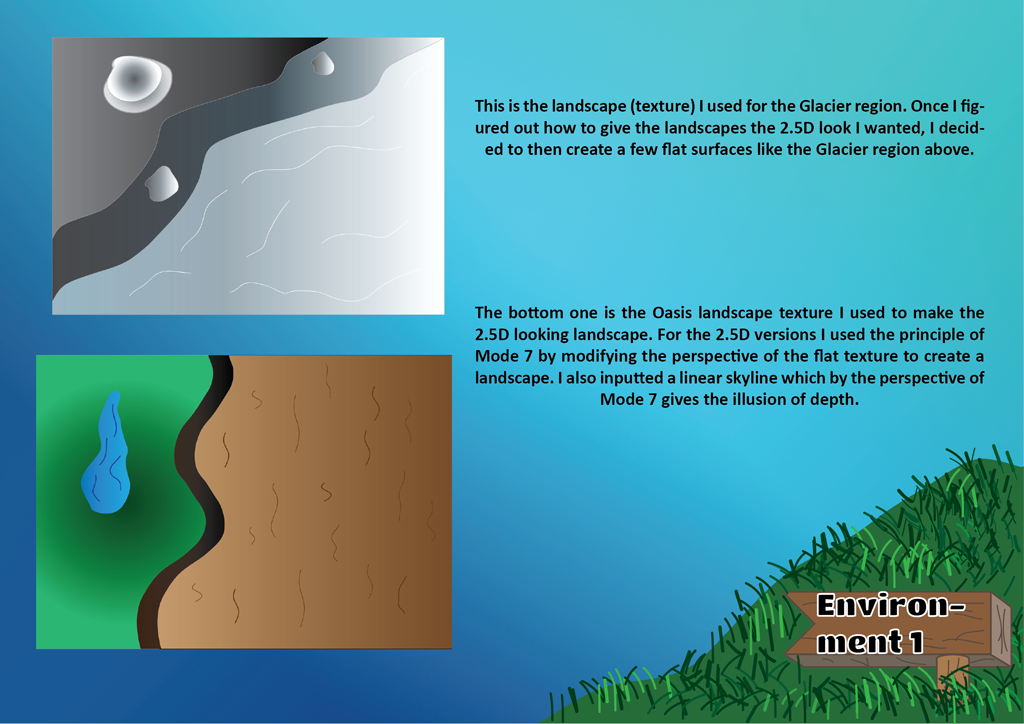 This is the landscape (texture) I used for the Glacier region. Once I fig-
ured out how to give the landscapes the 2.5D look I wanted, I decid-
ed to then create a few flat surfaces like the Glacier region above.
The bottom one is the Oasis landscape texture I used to make the
2.5D looking landscape. For the 2.5D versions I used the principle of
Mode 7 by modifying the perspective of the flat texture to create a
landscape. I also inputted a linear skyline which by the perspective of
Mode 7 gives the illusion of depth.
Environ-
ment 1